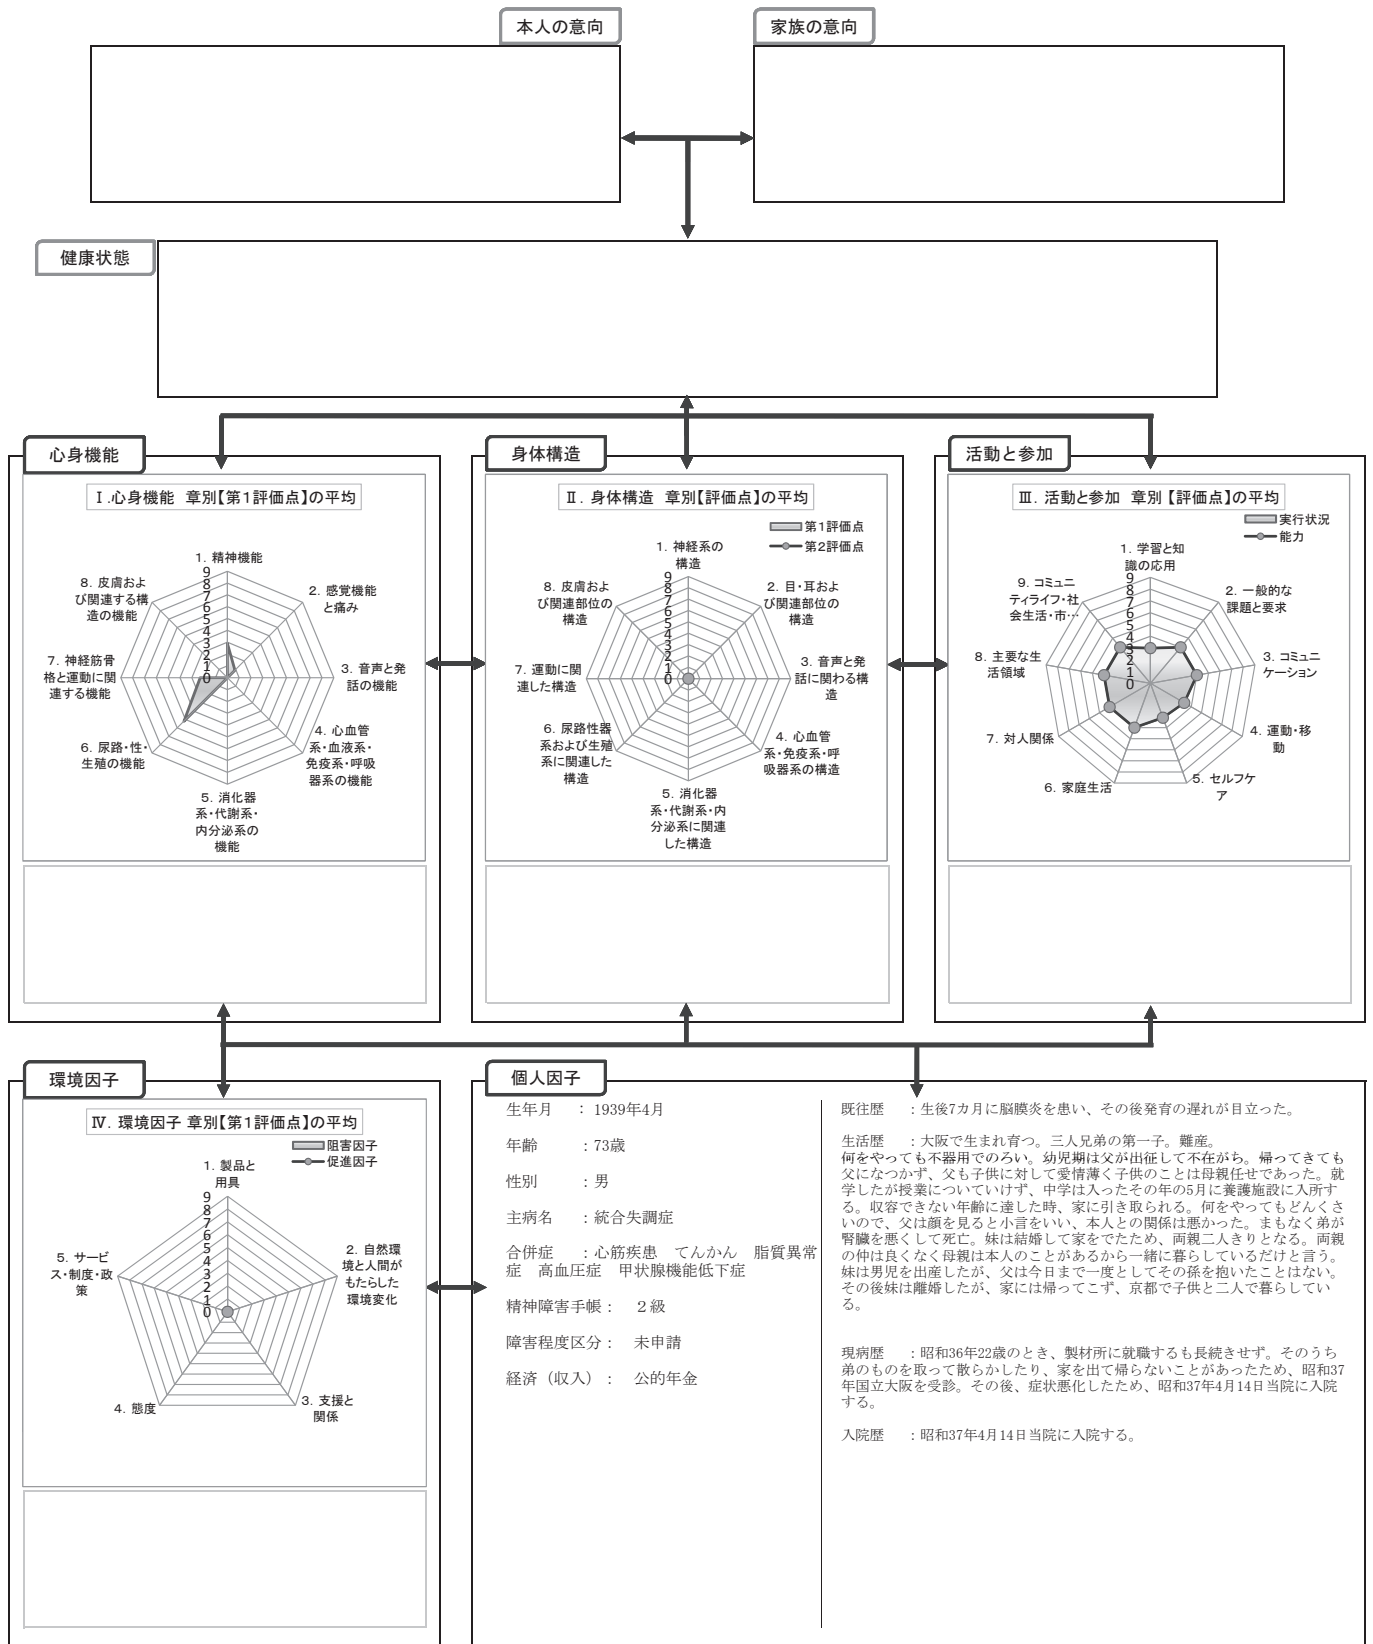 本人の意向
家族の意向
健康状態
心身機能
Ⅰ.心身機能 章別【第１評価点】の平均
1. 精神機能
2. 感覚機能
と痛み
3. 音声と発
話の機能
4. 心血管
系・血液系・
免疫系・呼吸
器系の機能
5. 消化器
系・代謝系・
内分泌系の
機能
6. 尿路・性・
生殖の機能
7. 神経筋骨
格と運動に関
連する機能
8. 皮膚およ
び関連する構
造の機能
9
8
7
6
5
4
3
2
1
0
身体構造
Ⅱ. 身体構造 章別【評価点】の平均
第１評価点
第２評価点
1. 神経系の
構造
2. 目・耳およ
び関連部位の
構造
3. 音声と発
話に関わる構
造
4. 心血管
系・免疫系・呼
吸器系の構造
5. 消化器
系・代謝系・内
分泌系に関連
した構造
6. 尿路性器
系および生殖
系に関連した
構造
7. 運動に関
連した構造
8. 皮膚およ
び関連部位の
構造
9
8
7
6
5
4
3
2
1
0
活動と参加
Ⅲ. 活動と参加 章別【評価点】の平均
実行状況
能力
1. 学習と知
識の応用
2. 一般的な
課題と要求
3. コミュニ
ケーション
4. 運動・移
動
5. セルフケ
ア
6. 家庭生活
7. 対人関係
8. 主要な生
活領域
9. コミュニ
ティライフ・社
会生活・市…
9
8
7
6
5
4
3
2
1
0
環境因子
Ⅳ. 環境因子 章別【第１評価点】の平均
阻害因子
促進因子
1. 製品と
用具
2. 自然環
境と人間が
もたらした
環境変化
3. 支援と
関係
4. 態度
5. サービ
ス・制度・政
策
9
8
7
6
5
4
3
2
1
0
個人因子
生年月　：1939年4月
年齢　：73歳
性別　：男
主病名　：統合失調症
合併症　：心筋疾患　てんかん　脂質異常
症　高血圧症　甲状腺機能低下症
精神障害手帳：　２級
障害程度区分：　未申請
経済（収入）：　公的年金
既往歴　：生後7カ月に脳膜炎を患い、その後発育の遅れが目立った。
生活歴　：大阪で生まれ育つ。三人兄弟の第一子。難産。
何をやっても不器用でのろい。幼児期は父が出征して不在がち。帰ってきても
父になつかず、父も子供に対して愛情薄く子供のことは母親任せであった。就
学したが授業についていけず、中学は入ったその年の5月に養護施設に入所す
る。収容できない年齢に達した時、家に引き取られる。何をやってもどんくさ
いので、父は顔を見ると小言をいい、本人との関係は悪かった。まもなく弟が
腎臓を悪くして死亡。妹は結婚して家をでたため、両親二人きりとなる。両親
の仲は良くなく母親は本人のことがあるから一緒に暮らしているだけと言う。
妹は男児を出産したが、父は今日まで一度としてその孫を抱いたことはない。
その後妹は離婚したが、家には帰ってこず、京都で子供と二人で暮らしてい
る。
現病歴　：昭和36年22歳のとき、製材所に就職するも長続きせず。そのうち
弟のものを取って散らかしたり、家を出て帰らないことがあったため、昭和37
年国立大阪を受診。その後、症状悪化したため、昭和37年4月14日当院に入院
する。
入院歴　：昭和37年4月14日当院に入院する。